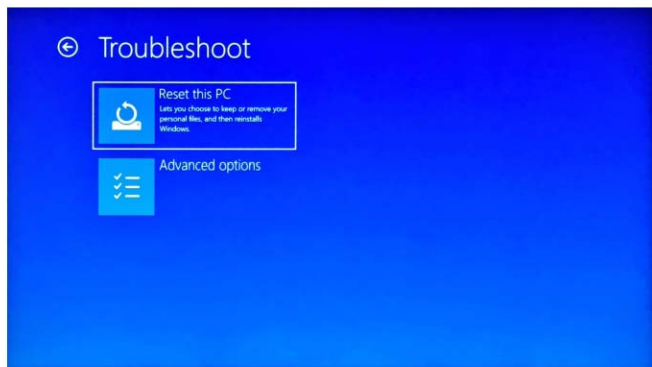 Troubleshoot
Reset this PC
Lets you choose to keep or remove your
personal files, and then reinstalls
Windows.
Advanced options